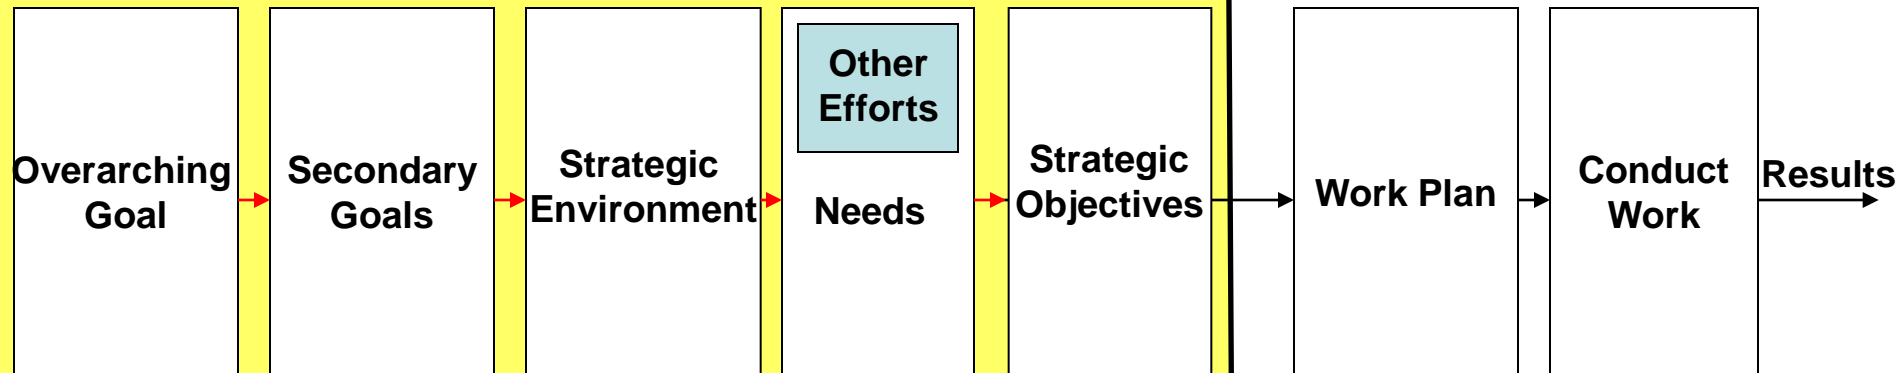 Overarching
Goal
Secondary
Goals
Strategic
Environment
Other
Efforts
Needs
Strategic
Objectives
Work Plan
Conduct
Work
Results